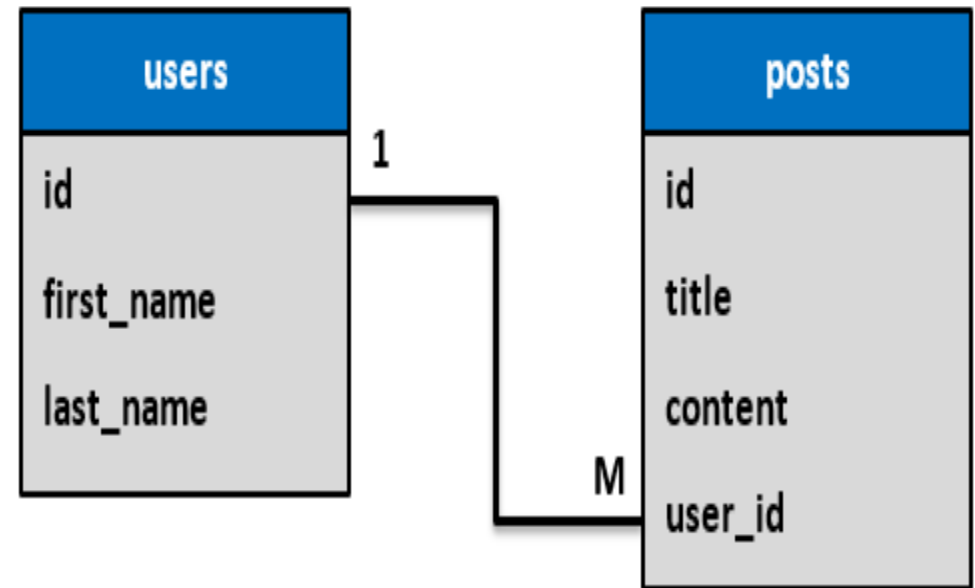 users
id
first_name
last_name
1
M
posts
id
title
content
user_id